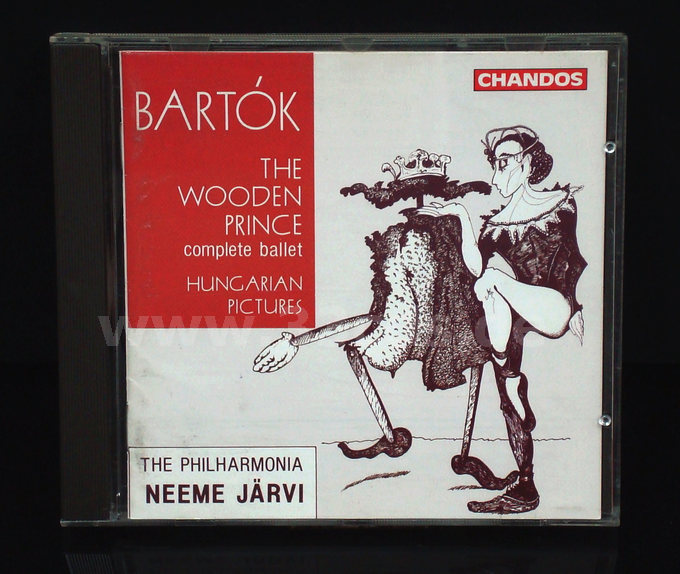 CHANDOS
BARTÓK
THE
WOODEN
PRINCE
complete ballet
HUNGARIAN
PICTURES
THE PHILHARMONIA
NEEME JÄRVI